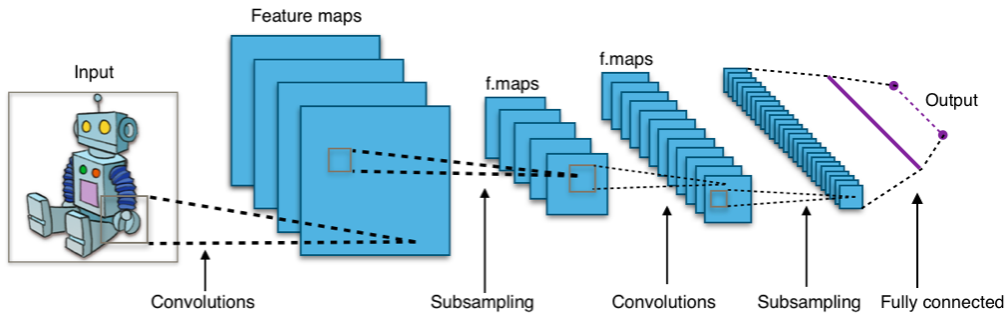 Feature maps
Input
f.maps
f.maps
Output
Convolutions
Subsampling
Convolutions
Subsampling
Fully connected